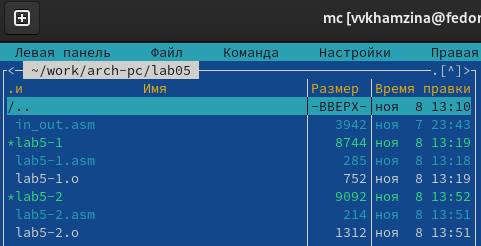 mc [vvkhamzina@fedor
Левая панель Файл Команда Настройки Правая
<— ~/work/arch-pc/lab05 .[^]>
.и Имя Размер Время правки
/.. -ВВЕРХ- ноя 8 13:10
in_out.asm 3942 ноя 7 23:43
*lab5-1 8744 ноя 8 13:19
lab5-1.asm 285 ноя 8 13:18
lab5-1.o 752 ноя 8 13:19
*lab5-2 9092 ноя 8 13:52
lab5-2.asm 214 ноя 8 13:51
lab5-2.o 1312 ноя 8 13:51